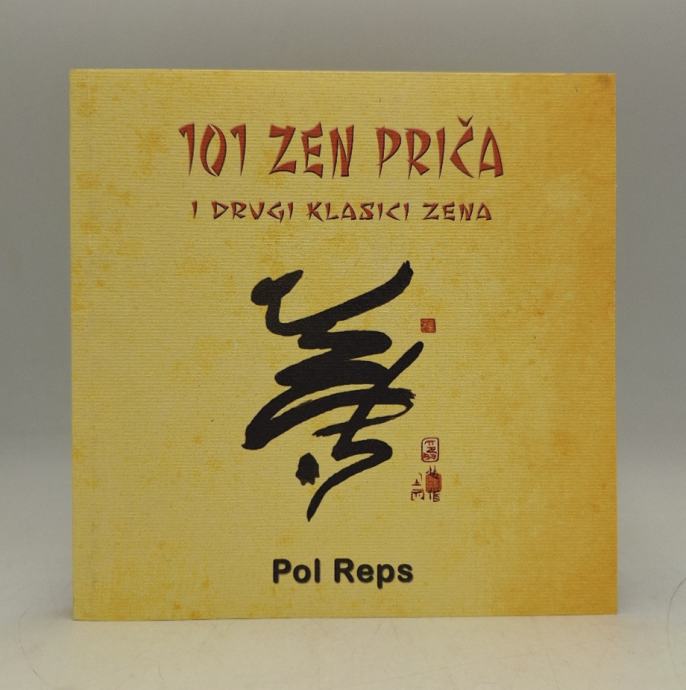 101 ZEN PRIČA
I DRUGI KLASICI ZENA
Pol Reps